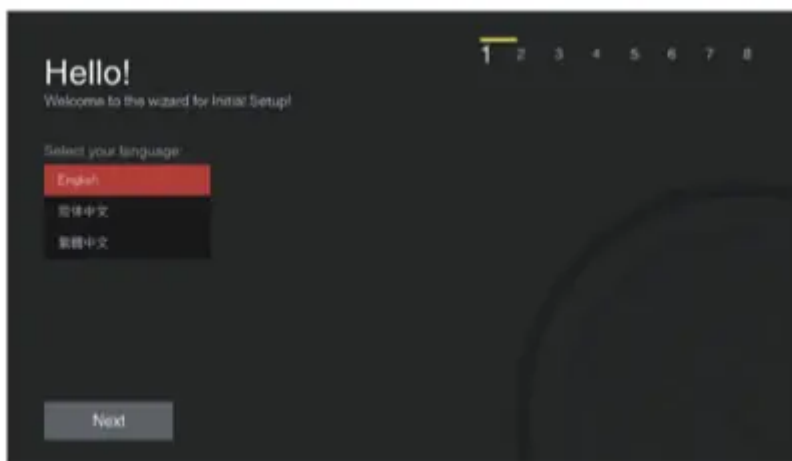 Hello!
1 2 3 4 5 6 7 8
Welcome to the wizard for Initial Setup!
Select your language
English
简体中文
繁體中文
Next